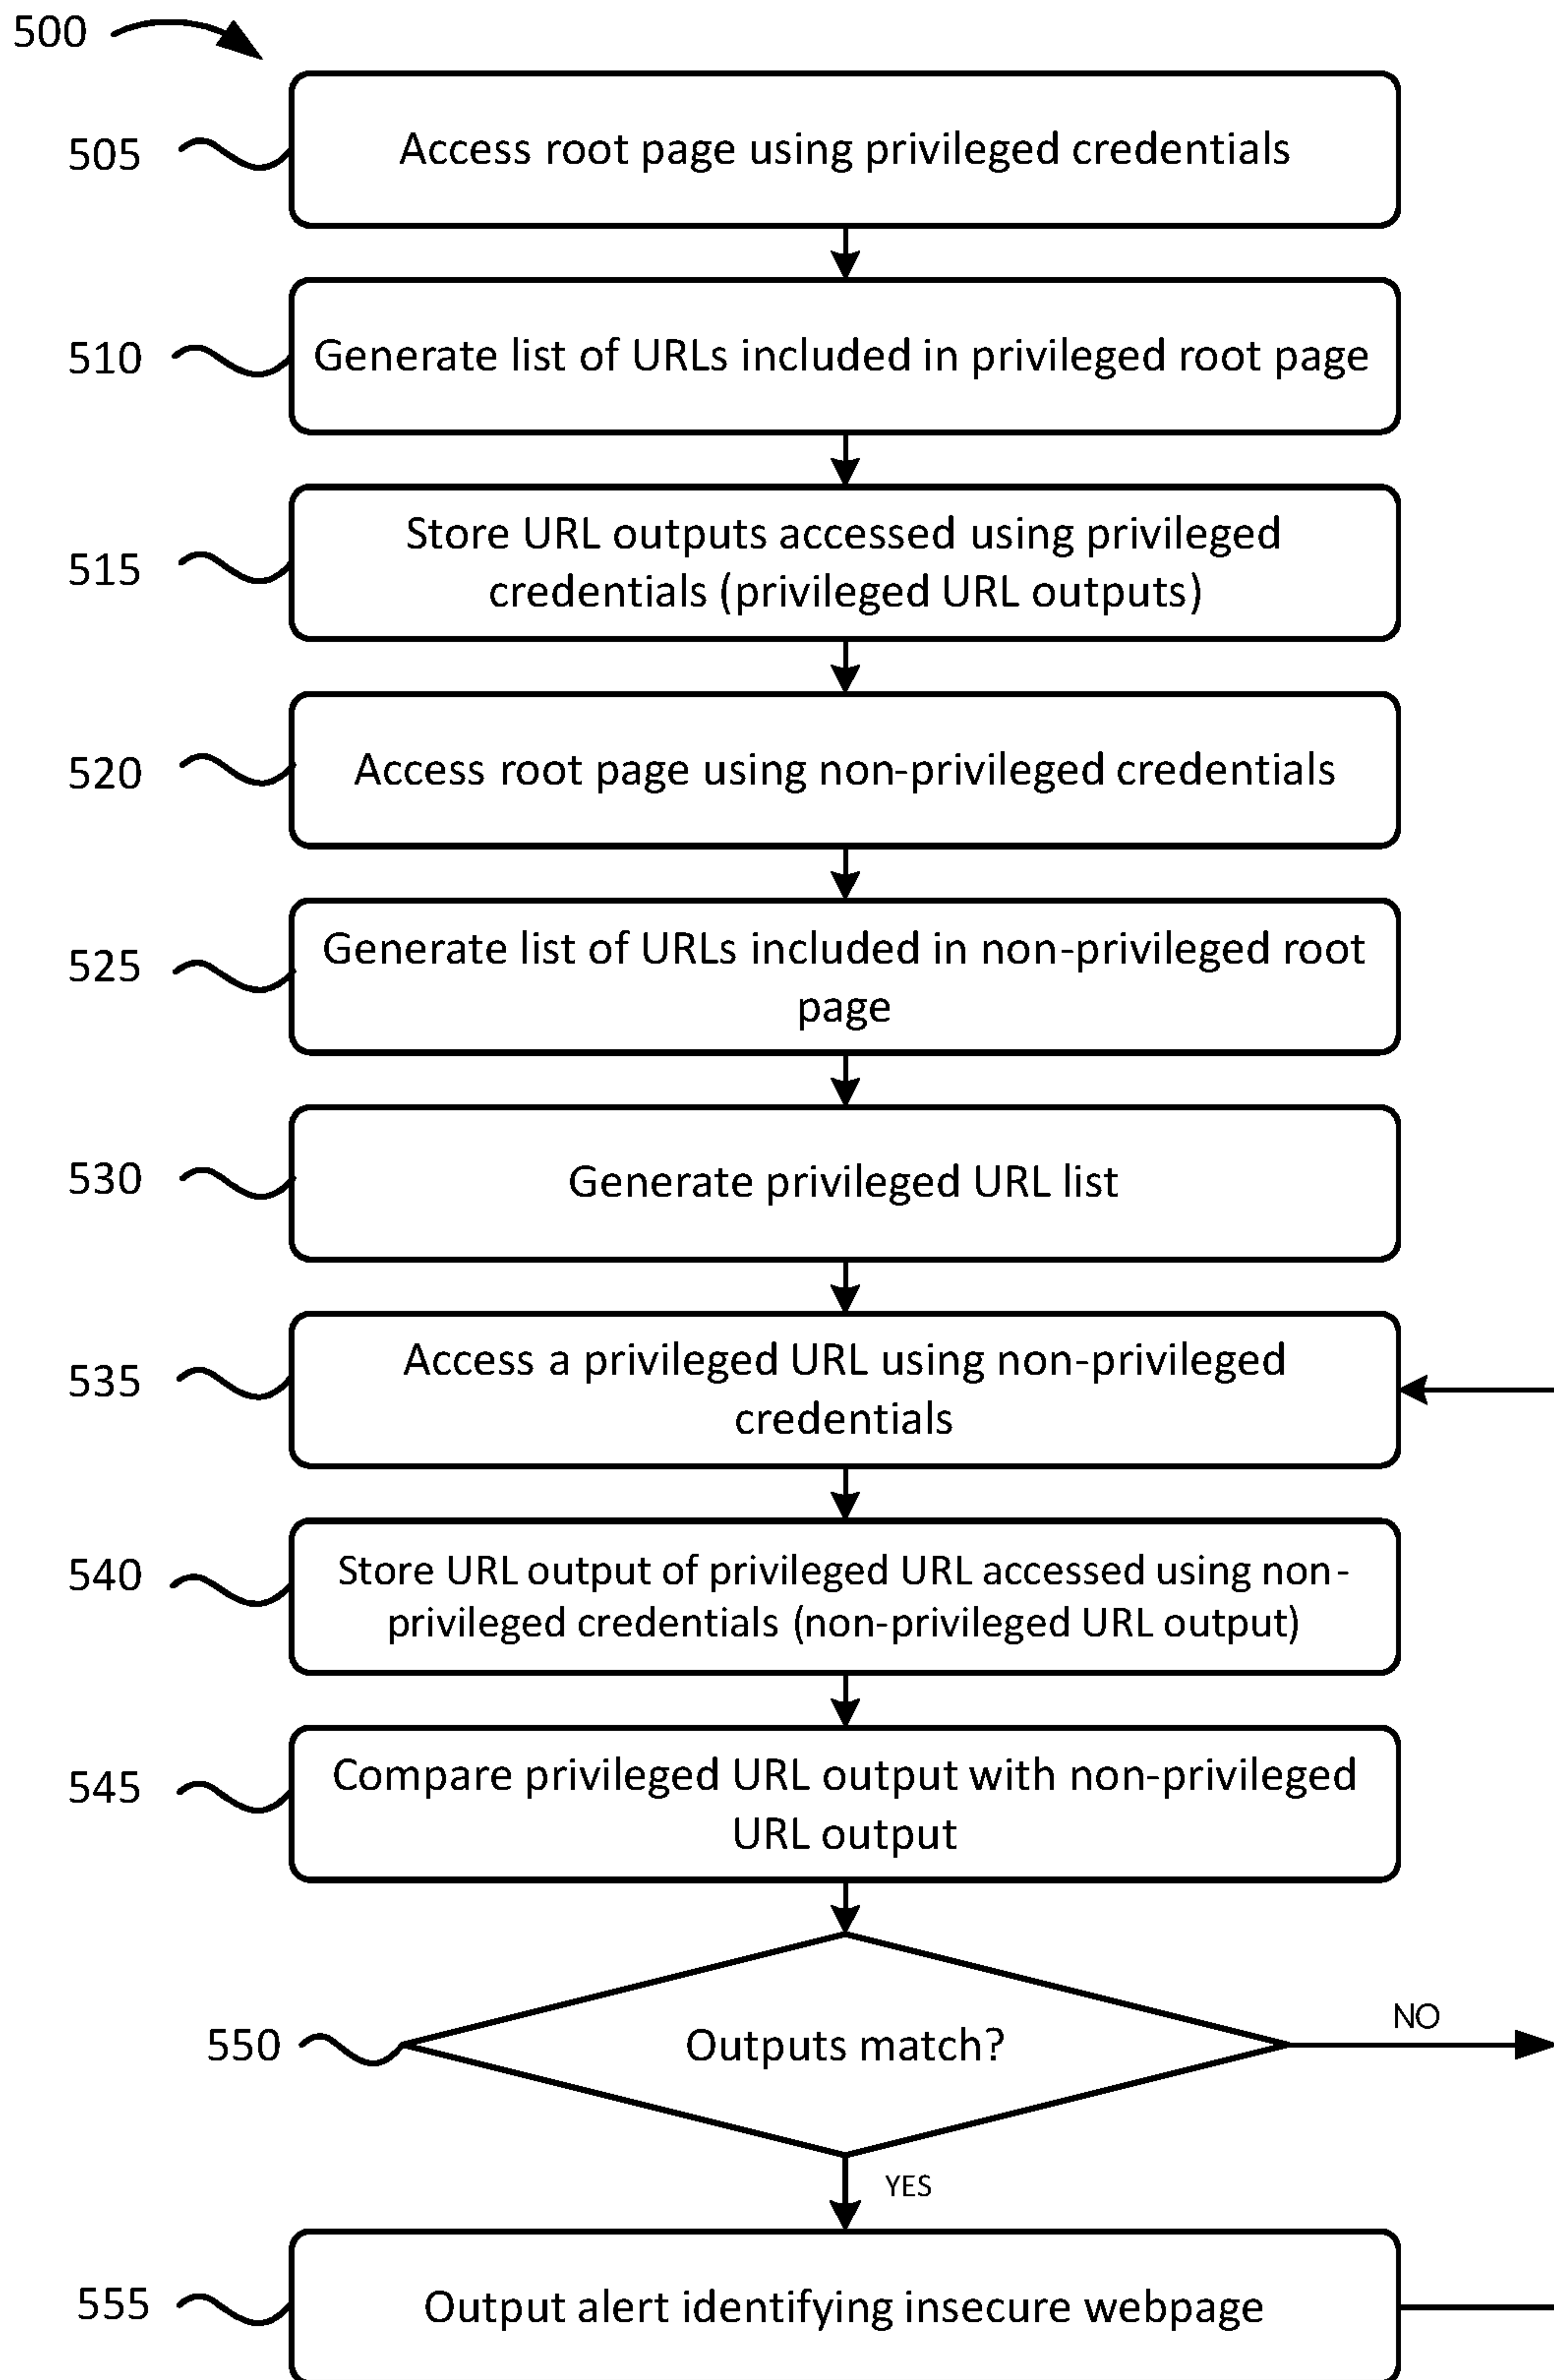 500
505
Access root page using privileged credentials
510
Generate list of URLs included in privileged root page
515
Store URL outputs accessed using privileged
credentials (privileged URL outputs)
520
Access root page using non-privileged credentials
525
Generate list of URLs included in non-privileged root
page
530
Generate privileged URL list
535
Access a privileged URL using non-privileged
credentials
540
Store URL output of privileged URL accessed using non-
privileged credentials (non-privileged URL output)
545
Compare privileged URL output with non-privileged
URL output
550
Outputs match?
NO
YES
555
Output alert identifying insecure webpage